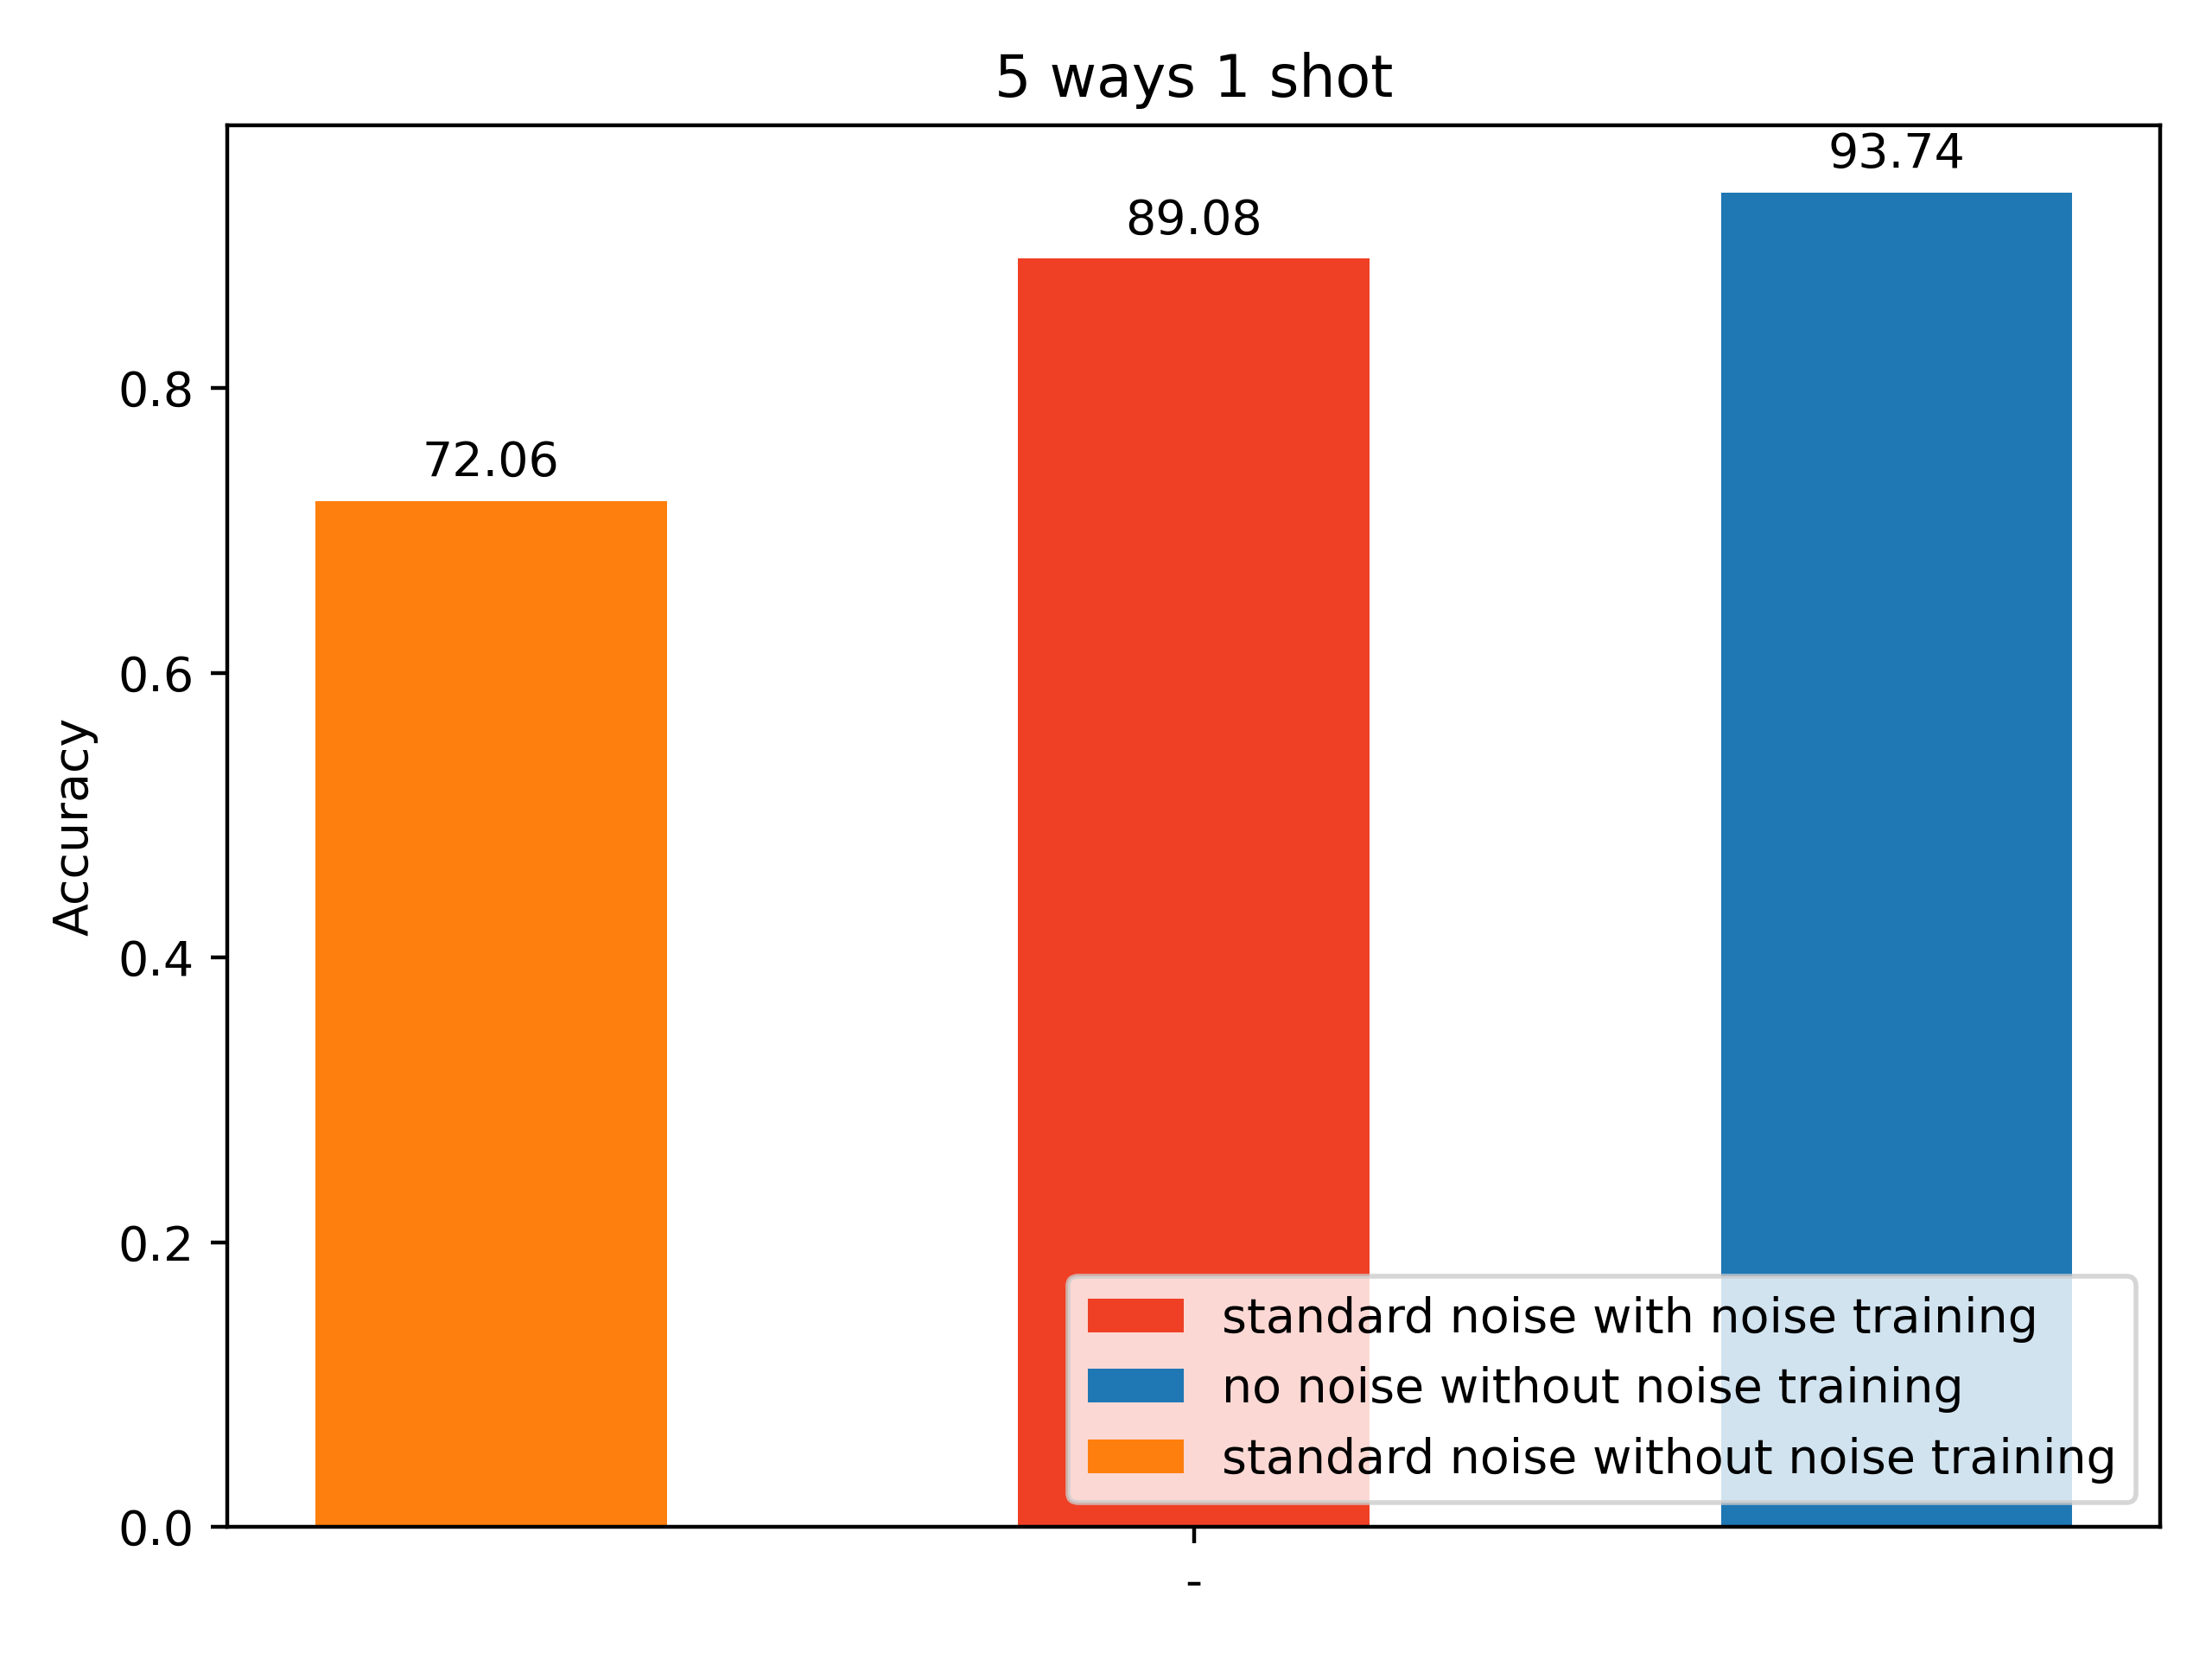 5 ways 1 shot
93.74
89.08
72.06
0.8
0.6
0.4
0.2
0.0
Accuracy
standard noise with noise training
no noise without noise training
standard noise without noise training
-